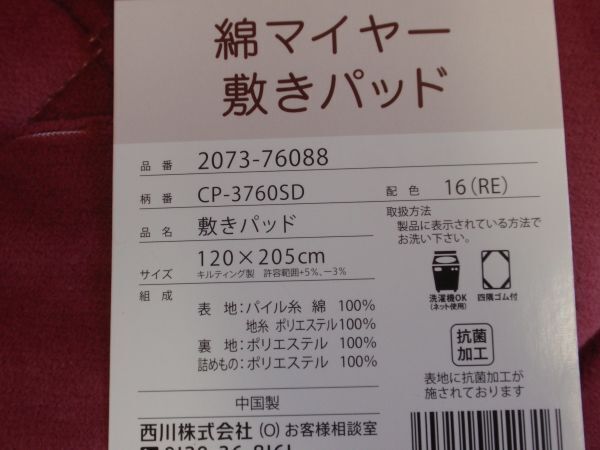 綿マイヤー
敷きパッド
品番 2073-76088
柄番 CP-3760SD
配色 16(RE)
品名 敷きパッド
サイズ 120×205cm
キルティング製 許容範囲+5%、-3%
取扱方法
製品に表示されている方法で
お洗い下さい。
洗濯機OK
(ネット使用)
四隅ゴム付
組成
表地:パイル糸 綿 100%
地糸 ポリエステル100%
裏地:ポリエステル 100%
詰めもの:ポリエステル 100%
抗菌
加工
表地に抗菌加工が
施されております
中国製
西川株式会社(O)お客様相談室